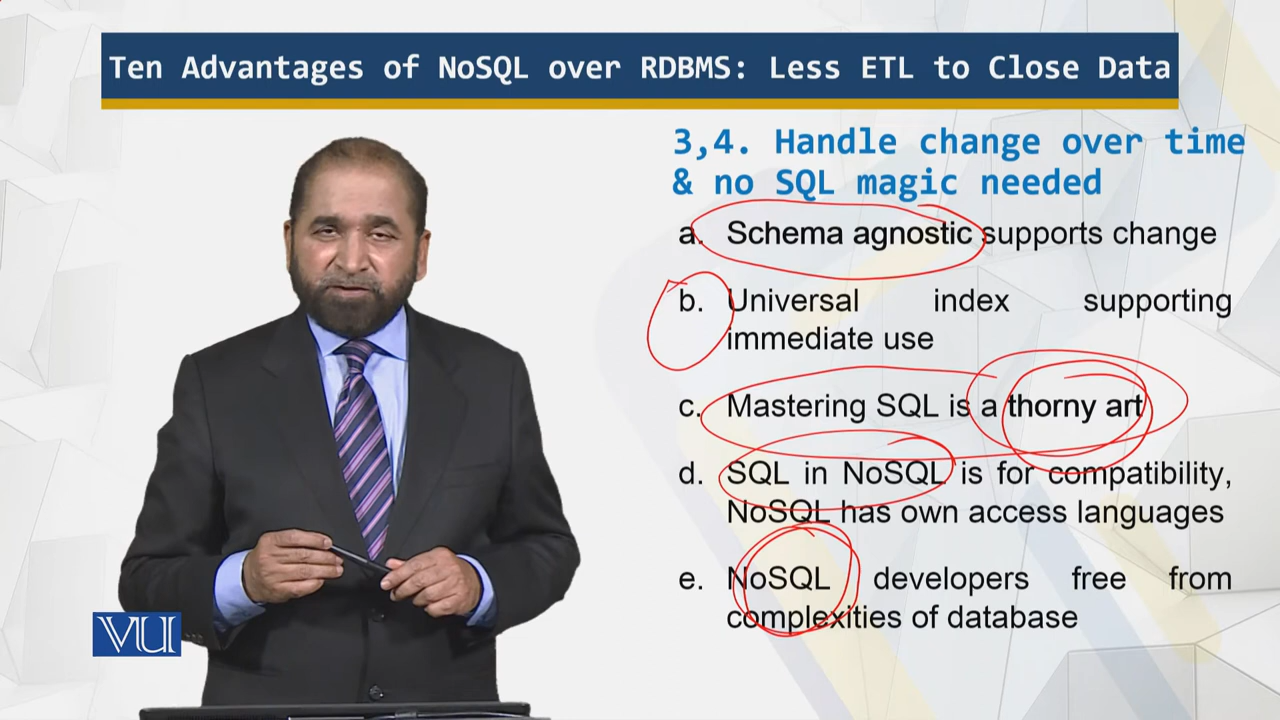 Ten Advantages of NoSQL over RDBMS: Less ETL to Close Data
3,4. Handle change over time
& no SQL magic needed
a. Schema agnostic supports change
b. Universal index supporting
immediate use
c. Mastering SQL is a thorny art
d. SQL in NoSQL is for compatibility,
NoSQL has own access languages
e. NoSQL developers free from
complexities of database
VU